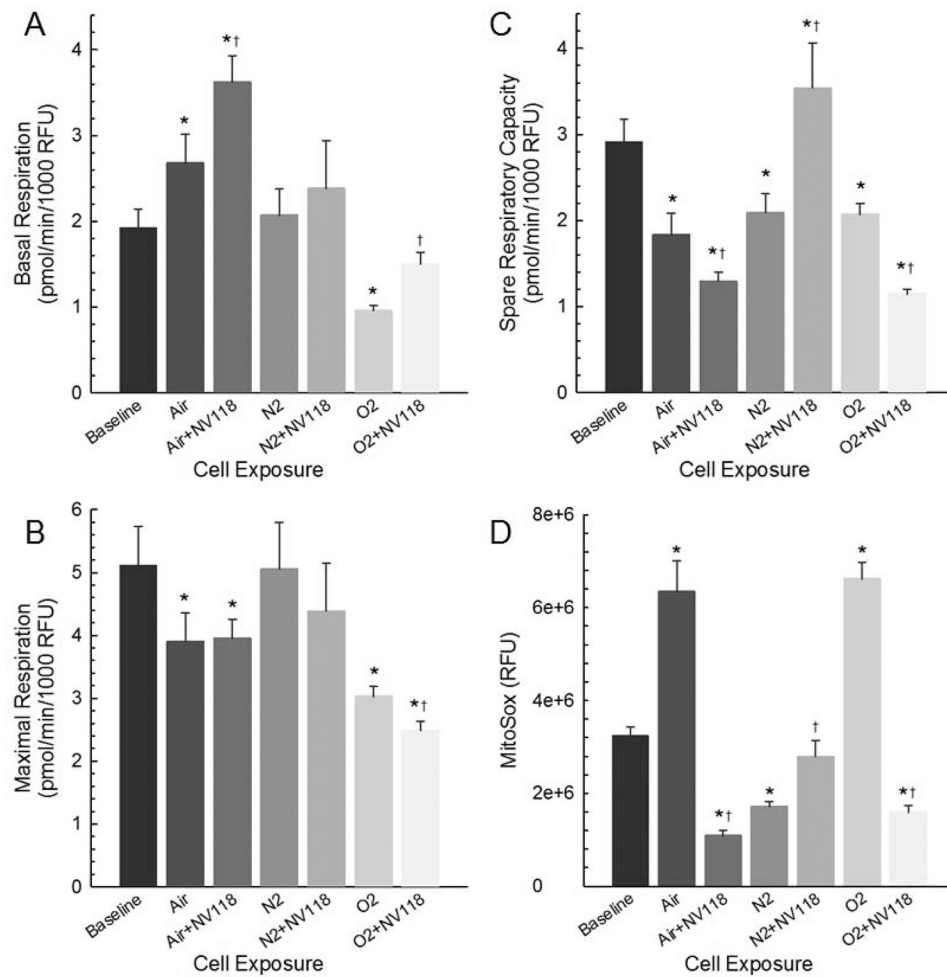 A
Basal Respiration
(pmol/min/1000 RFU)
4
3
2
1
0
*
*†
*
†
Baseline
Air
Air+NV118
N2
N2+NV118
O2
O2+NV118
Cell Exposure
C
Spare Respiratory Capacity
(pmol/min/1000 RFU)
4
3
2
1
0
*
*†
*
*†
*
*†
Baseline
Air
Air+NV118
N2
N2+NV118
O2
O2+NV118
Cell Exposure
B
Maximal Respiration
(pmol/min/1000 RFU)
6
5
4
3
2
1
0
*
*
*
*†
Baseline
Air
Air+NV118
N2
N2+NV118
O2
O2+NV118
Cell Exposure
D
MitoSox (RFU)
8e+6
6e+6
4e+6
2e+6
0
*
*†
*
†
*
*†
Baseline
Air
Air+NV118
N2
N2+NV118
O2
O2+NV118
Cell Exposure